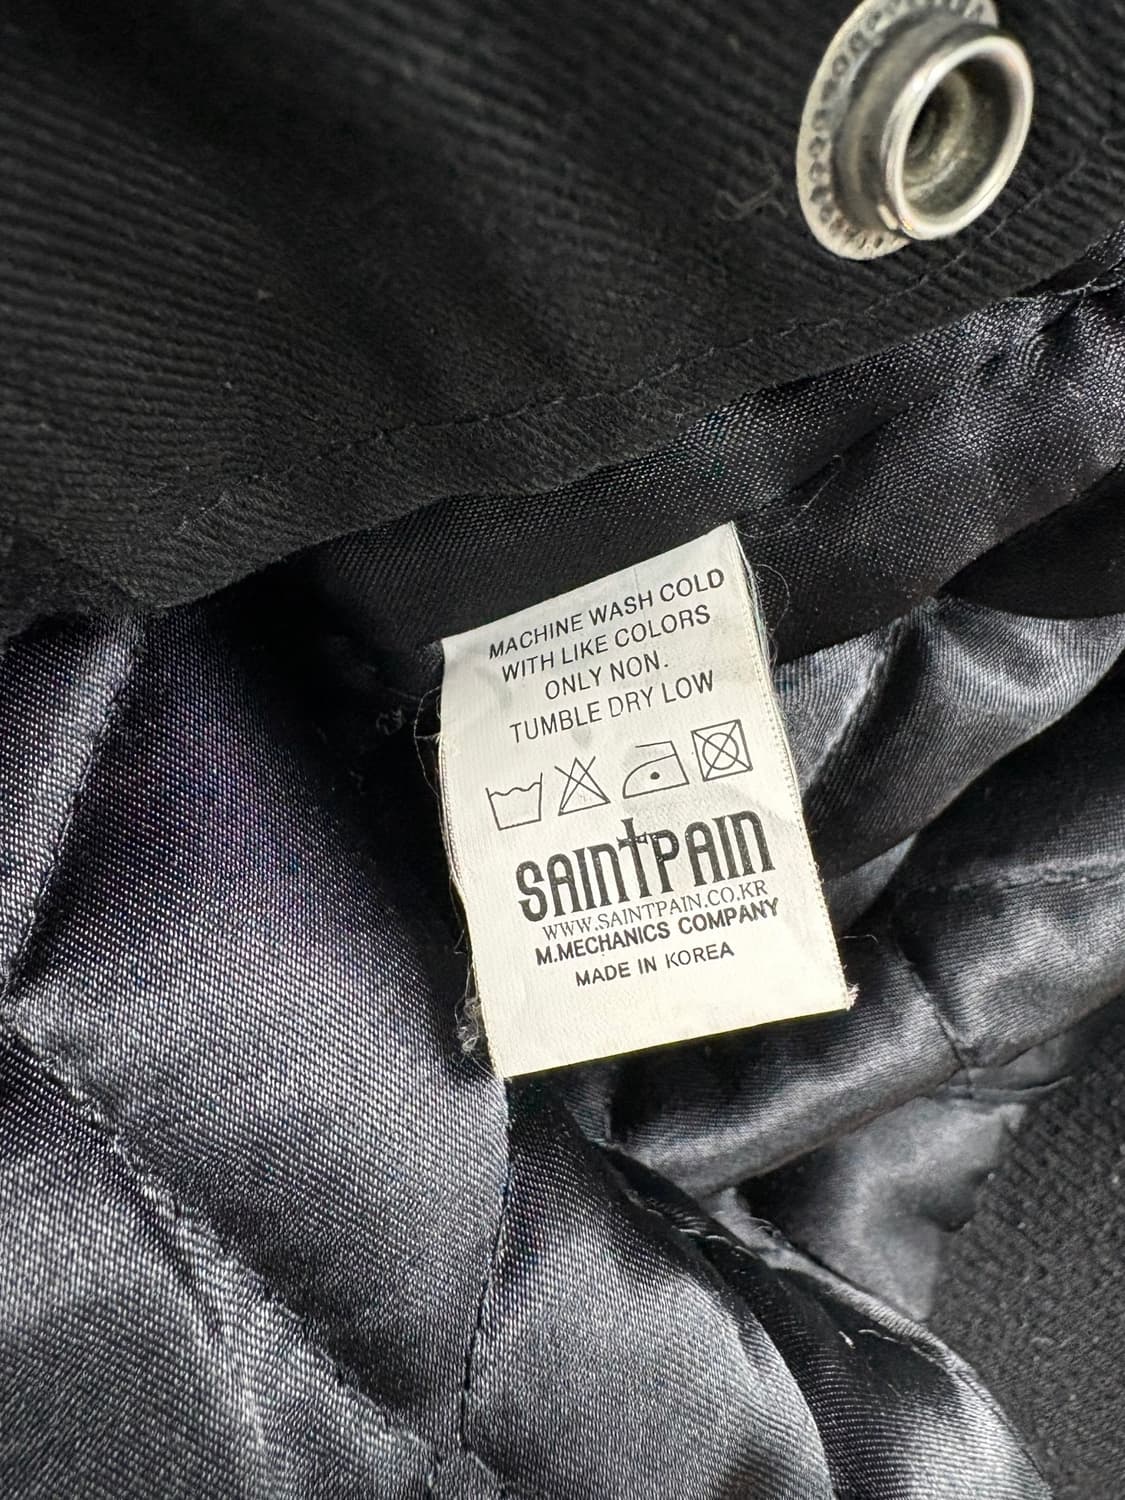 MACHINE WASH COLD
WITH LIKE COLORS
ONLY NON.
TUMBLE DRY LOW
SAINTPAIN
WWW.SAINTPAIN.CO.KR
M.MECHANICS COMPANY
MADE IN KOREA